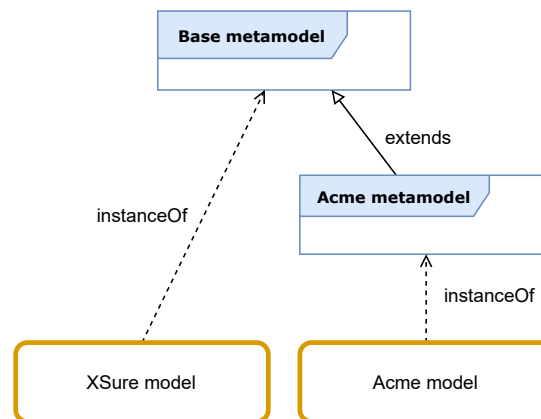 Base metamodel
extends
Acme metamodel
instanceOf
instanceOf
XSure model
Acme model